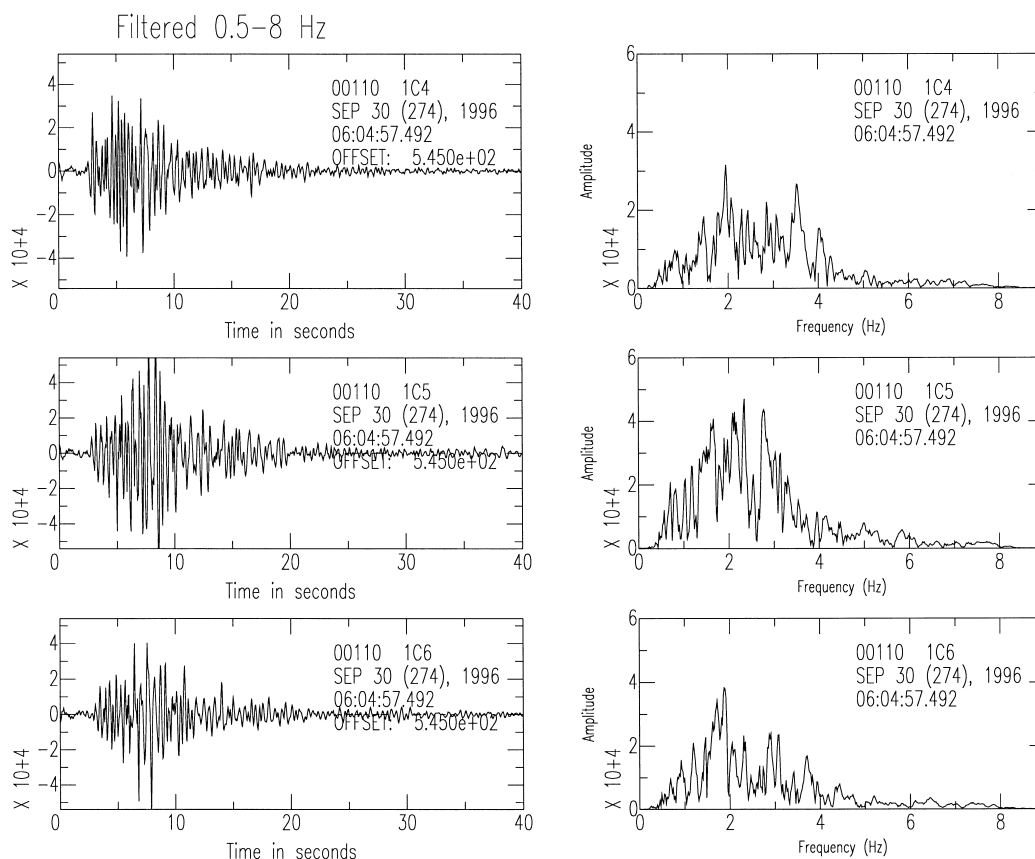 Filtered 0.5–8 Hz
4
2
0
−2
−4
X 10+4
00110 1C4
SEP 30 (274), 1996
06:04:57.492
OFFSET: 5.450e+02
0 10 20 30 40
Time in seconds
6
4
2
0
Amplitude
X 10+4
00110 1C4
SEP 30 (274), 1996
06:04:57.492
0 2 4 6 8
Frequency (Hz)
4
2
0
−2
−4
X 10+4
00110 1C5
SEP 30 (274), 1996
06:04:57.492
OFFSET: 5.450e+02
0 10 20 30 40
Time in seconds
6
4
2
0
Amplitude
X 10+4
00110 1C5
SEP 30 (274), 1996
06:04:57.492
0 2 4 6 8
Frequency (Hz)
4
2
0
−2
−4
X 10+4
00110 1C6
SEP 30 (274), 1996
06:04:57.492
OFFSET: 5.450e+02
0 10 20 30 40
Time in seconds
6
4
2
0
Amplitude
X 10+4
00110 1C6
SEP 30 (274), 1996
06:04:57.492
0 2 4 6 8
Frequency (Hz)